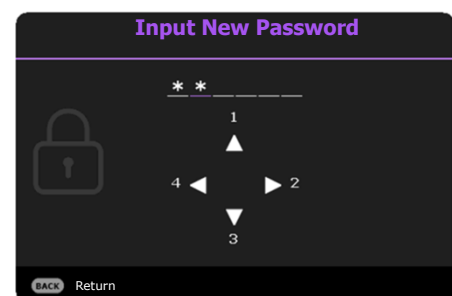 Input New Password
* * _ _ _ _
1
4 2
3
BACK Return